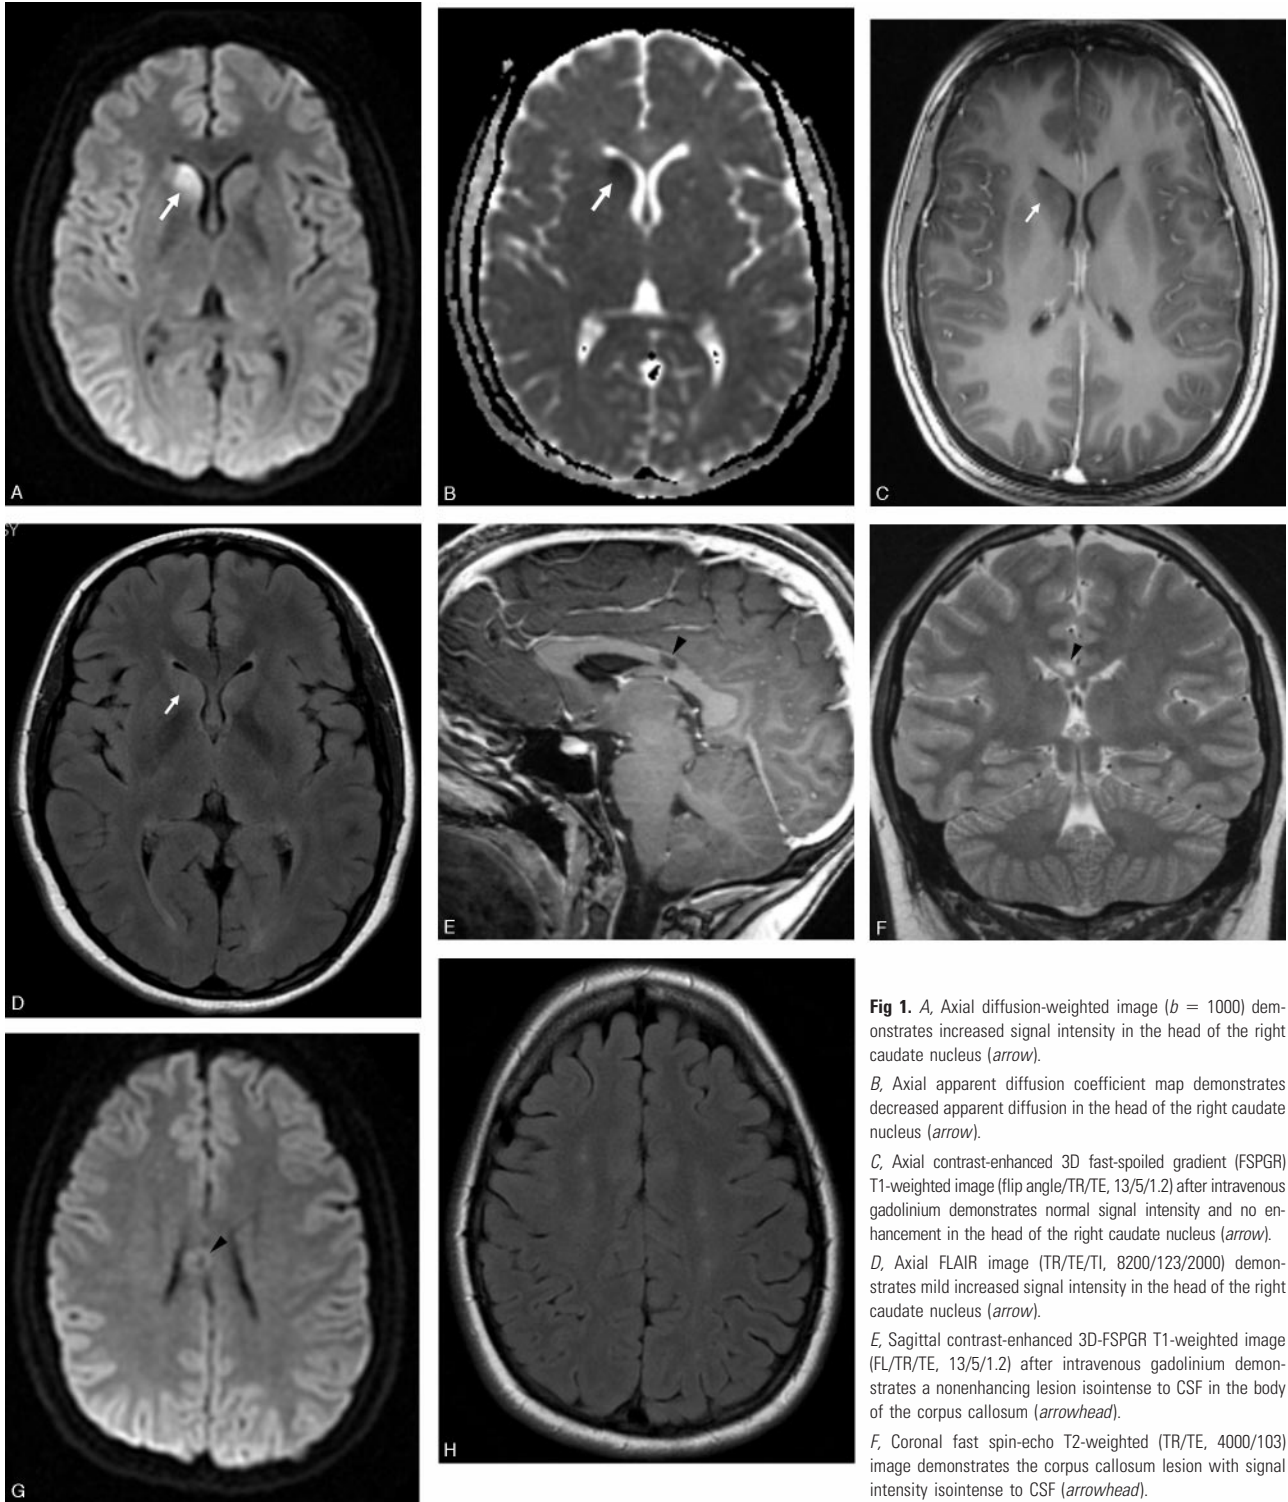 A
B
C
SY
D
E
F
G
H
Fig 1. A, Axial diffusion-weighted image (b = 1000) dem-
onstrates increased signal intensity in the head of the right
caudate nucleus (arrow).
B, Axial apparent diffusion coefficient map demonstrates
decreased apparent diffusion in the head of the right caudate
nucleus (arrow).
C, Axial contrast-enhanced 3D fast-spoiled gradient (FSPGR)
T1-weighted image (flip angle/TR/TE, 13/5/1.2) after intravenous
gadolinium demonstrates normal signal intensity and no en-
hancement in the head of the right caudate nucleus (arrow).
D, Axial FLAIR image (TR/TE/TI, 8200/123/2000) demon-
strates mild increased signal intensity in the head of the right
caudate nucleus (arrow).
E, Sagittal contrast-enhanced 3D-FSPGR T1-weighted image
(FL/TR/TE, 13/5/1.2) after intravenous gadolinium demon-
strates a nonenhancing lesion isointense to CSF in the body
of the corpus callosum (arrowhead).
F, Coronal fast spin-echo T2-weighted (TR/TE, 4000/103)
image demonstrates the corpus callosum lesion with signal
intensity isointense to CSF (arrowhead).